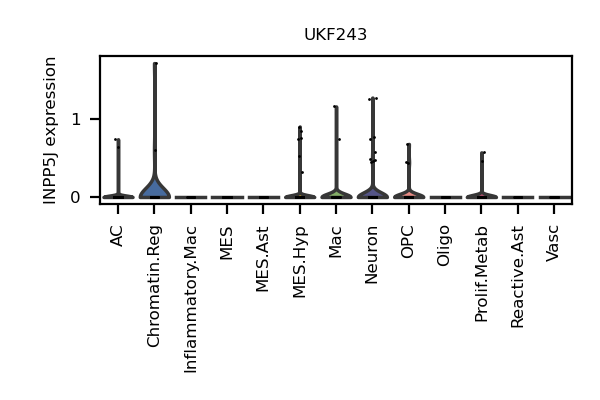 UKF243
INPP5J expression
1
0
AC
Chromatin.Reg
Inflammatory.Mac
MES
MES.Ast
MES.Hyp
Mac
Neuron
OPC
Oligo
Prolif.Metab
Reactive.Ast
Vasc